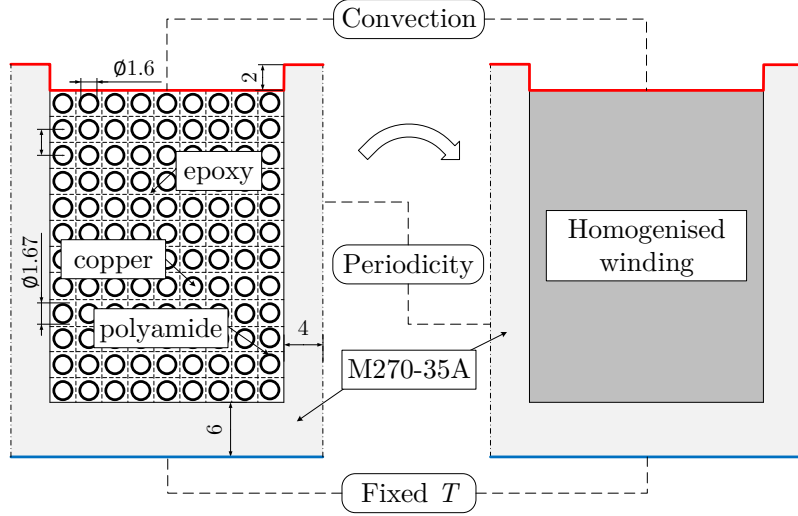 Convection
ø1.6
2
epoxy
Homogenised
winding
ø1.67
copper
Periodicity
polyamide
4
M270-35A
6
Fixed T